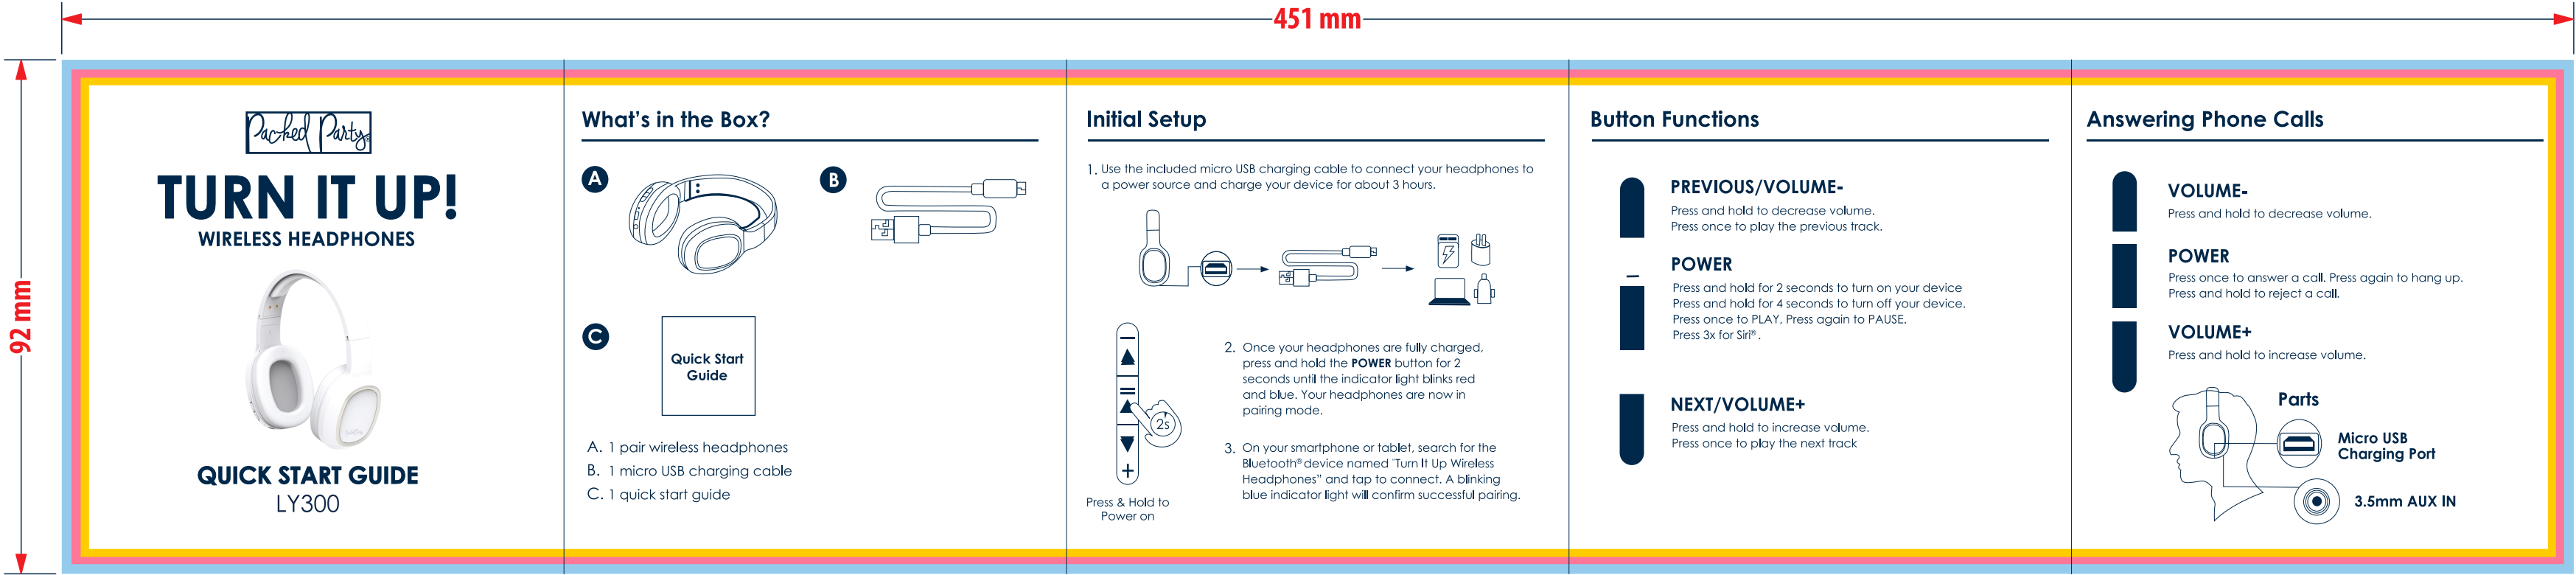 451 mm
92 mm
Packed Party®
TURN IT UP!
WIRELESS HEADPHONES
QUICK START GUIDE
LY300
What's in the Box?
A
B
C
Quick Start
Guide
A. 1 pair wireless headphones
B. 1 micro USB charging cable
C. 1 quick start guide
Initial Setup
1. Use the included micro USB charging cable to connect your headphones to
a power source and charge your device for about 3 hours.
2s
Press & Hold to
Power on
2. Once your headphones are fully charged,
press and hold the POWER button for 2
seconds until the indicator light blinks red
and blue. Your headphones are now in
pairing mode.
3. On your smartphone or tablet, search for the
Bluetooth® device named "Turn It Up Wireless
Headphones" and tap to connect. A blinking
blue indicator light will confirm successful pairing.
Button Functions
PREVIOUS/VOLUME-
Press and hold to decrease volume.
Press once to play the previous track.
POWER
Press and hold for 2 seconds to turn on your device
Press and hold for 4 seconds to turn off your device.
Press once to PLAY, Press again to PAUSE.
Press 3x for Siri®.
NEXT/VOLUME+
Press and hold to increase volume.
Press once to play the next track
Answering Phone Calls
VOLUME-
Press and hold to decrease volume.
POWER
Press once to answer a call. Press again to hang up.
Press and hold to reject a call.
VOLUME+
Press and hold to increase volume.
Parts
Micro USB
Charging Port
3.5mm AUX IN